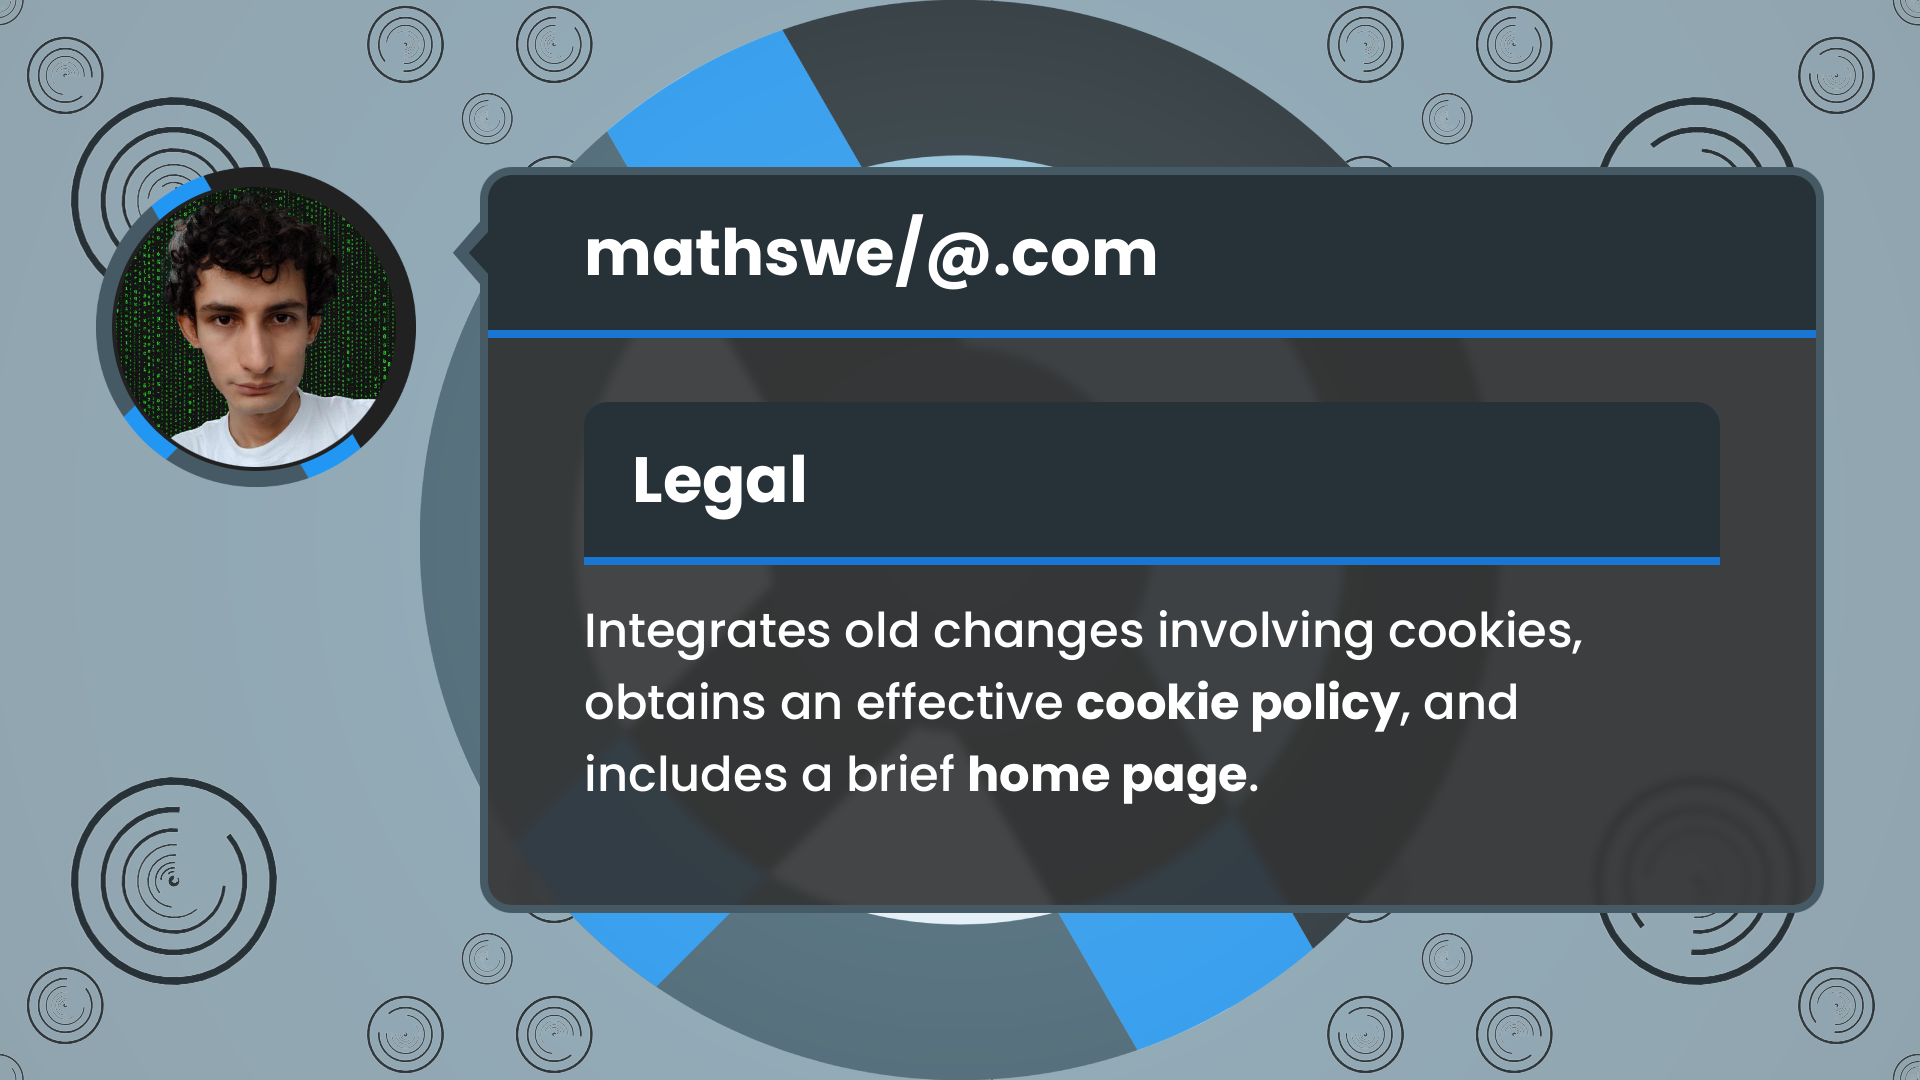 mathswe/@.com
Legal
Integrates old changes involving cookies,
obtains an effective cookie policy, and
includes a brief home page.